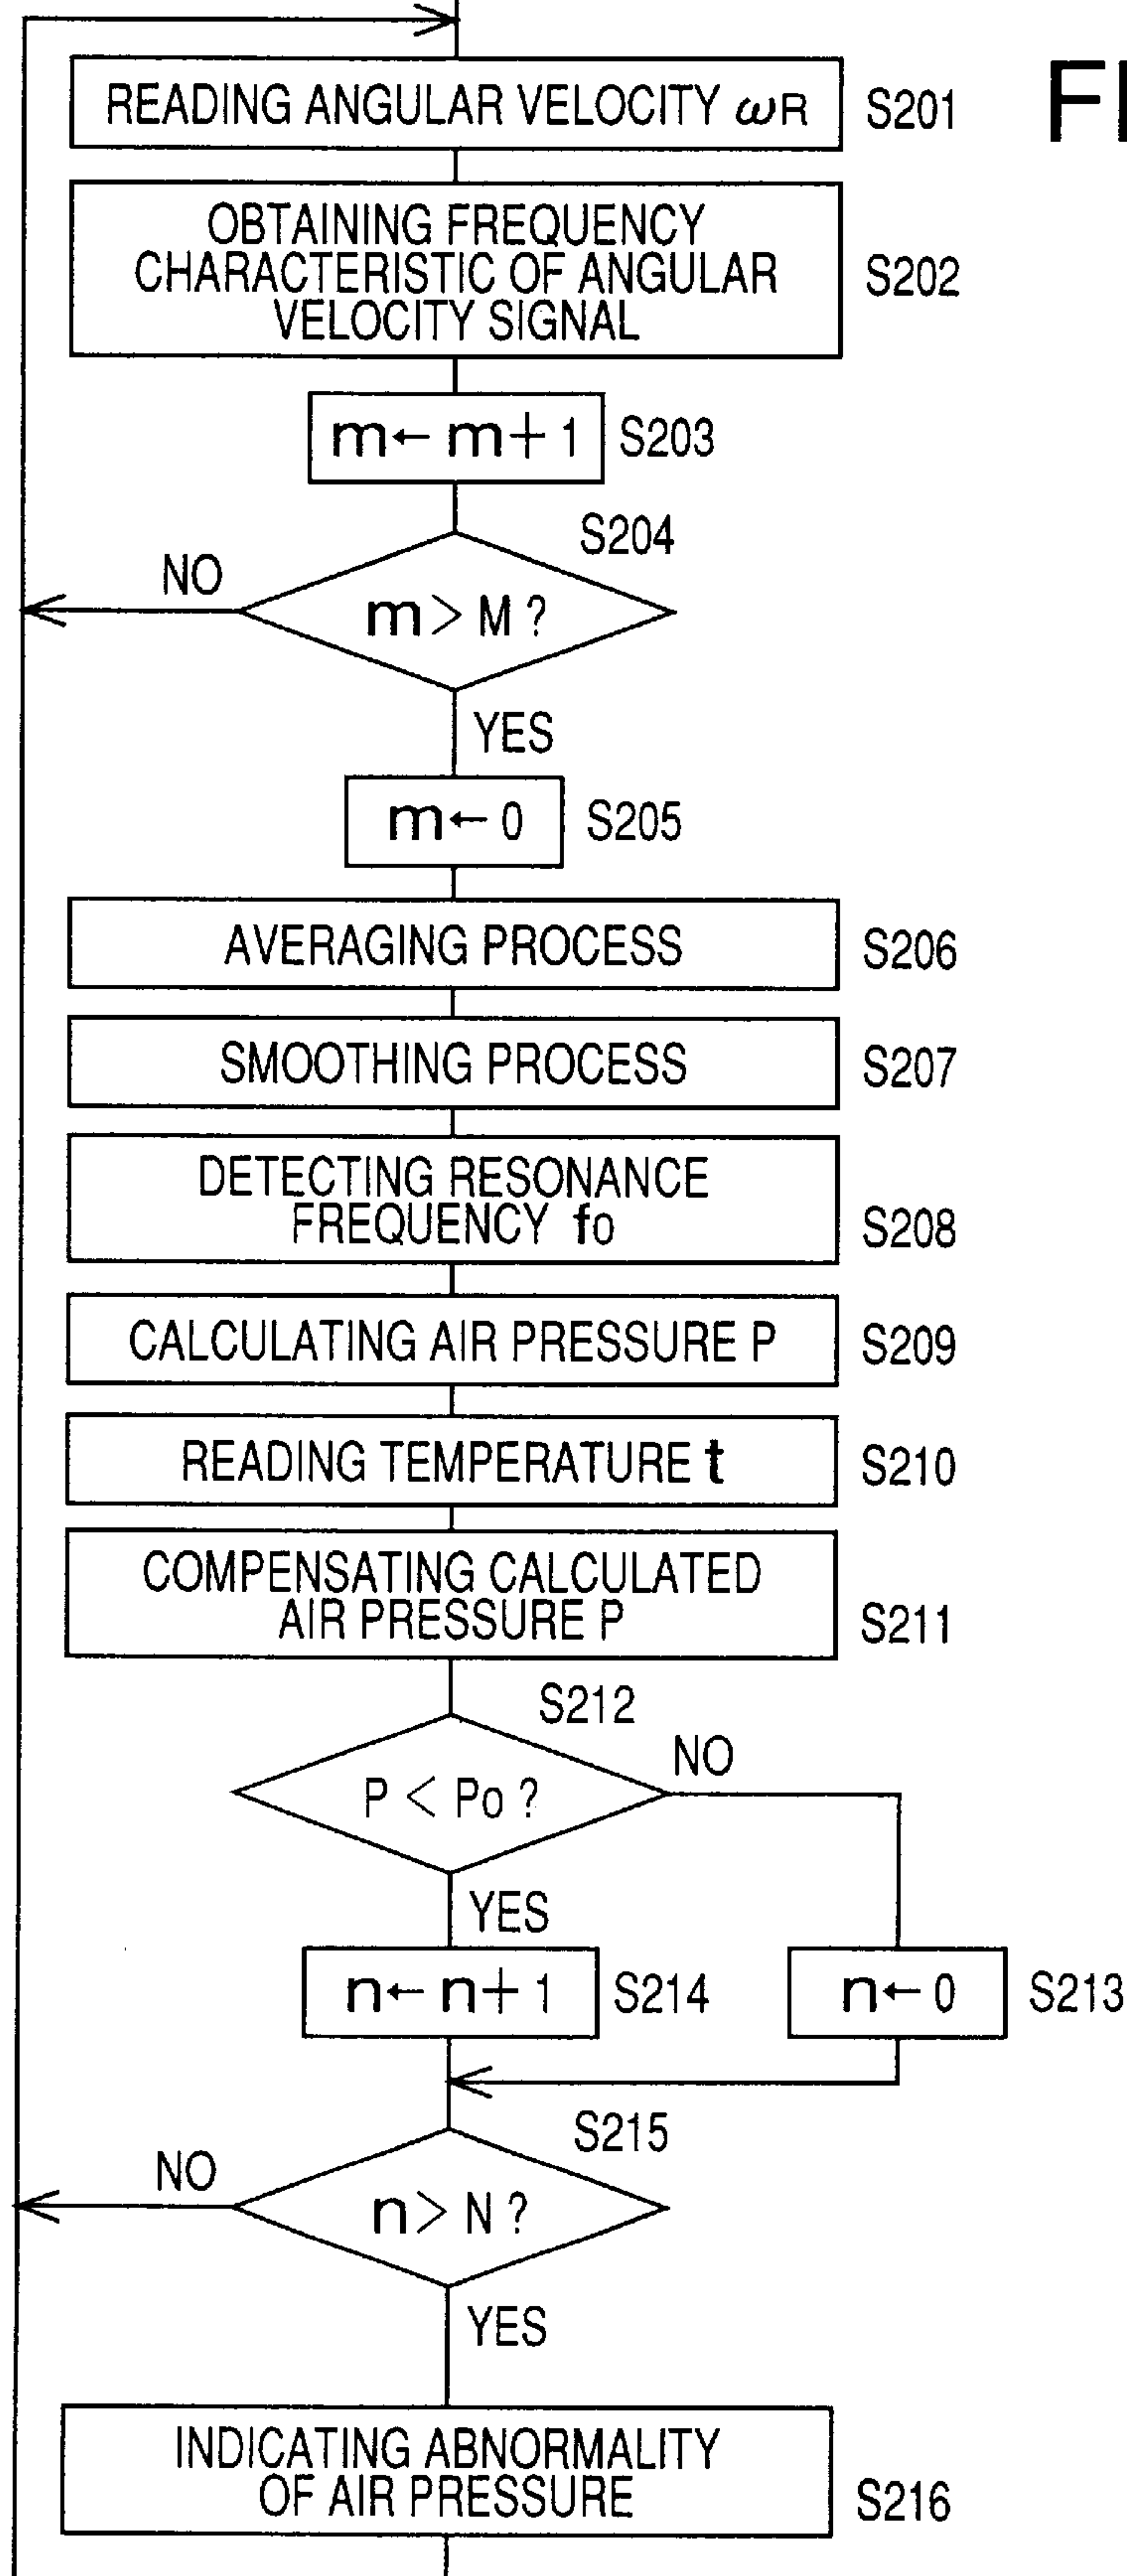 READING ANGULAR VELOCITY ωR
S201
FI
OBTAINING FREQUENCY
CHARACTERISTIC OF ANGULAR
VELOCITY SIGNAL
S202
m← m+ 1
S203
S204
NO
m> M ?
YES
m← 0
S205
AVERAGING PROCESS
S206
SMOOTHING PROCESS
S207
DETECTING RESONANCE
FREQUENCY fo
S208
CALCULATING AIR PRESSURE P
S209
READING TEMPERATURE t
S210
COMPENSATING CALCULATED
AIR PRESSURE P
S211
S212
NO
P < Po ?
YES
n← n+ 1
S214
n← 0
S213
S215
NO
n> N ?
YES
INDICATING ABNORMALITY
OF AIR PRESSURE
S216